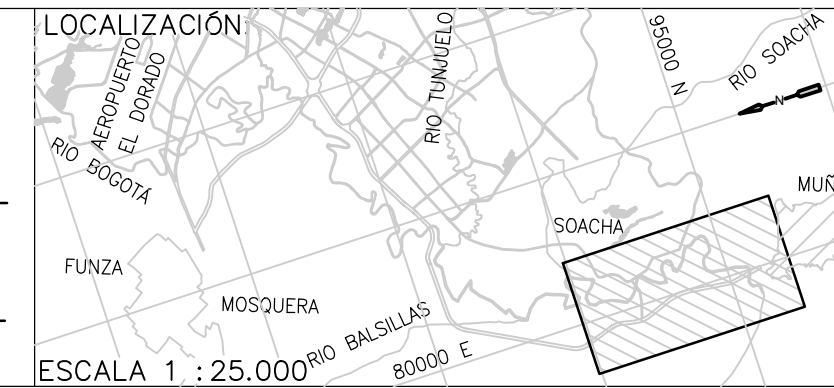 LOCALIZACIÓN:
AEROPUERTO
EL DORADO
RIO BOGOTÁ
RIO TUNJUELO
95000 N
RIO SOACHA
N
MUÑ
SOACHA
FUNZA
MOSQUERA
RIO BALSILLAS
80000 E
ESCALA 1 : 25.000